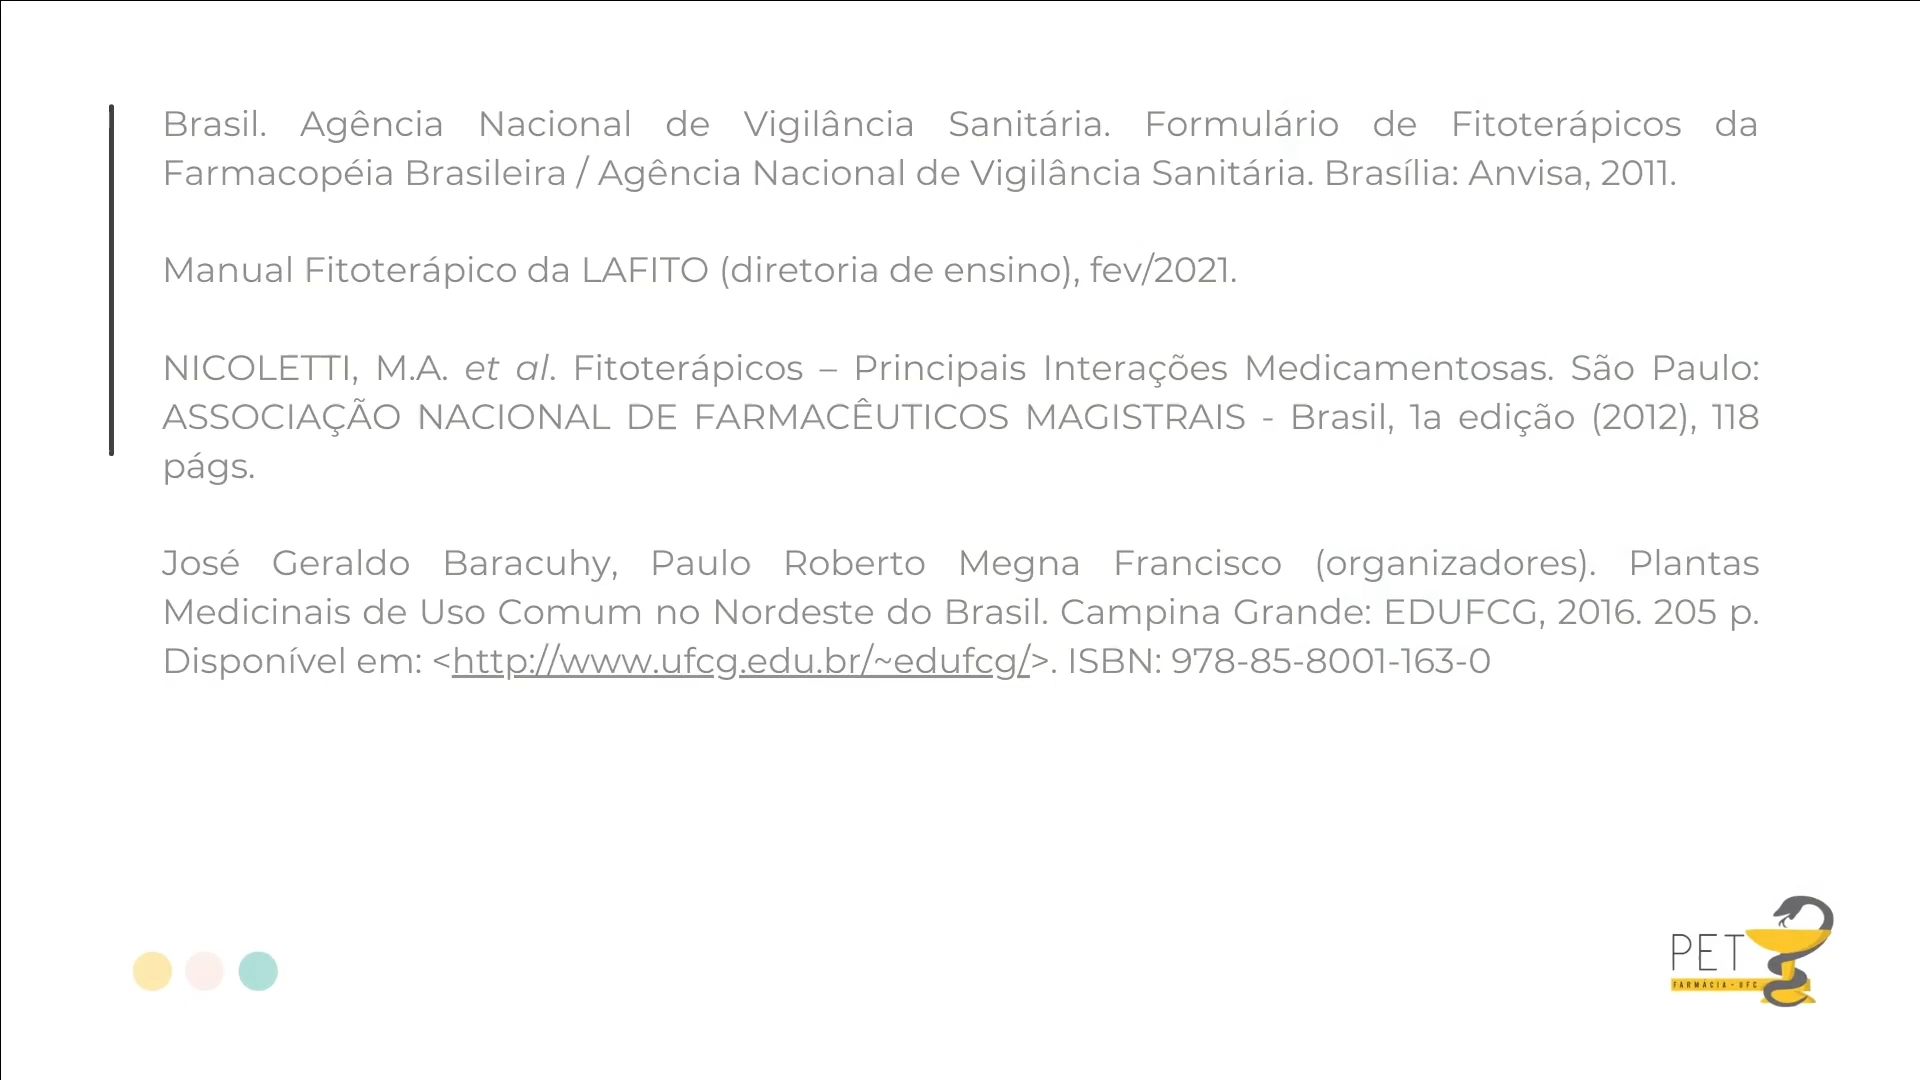 Brasil. Agência Nacional de Vigilância Sanitária. Formulário de Fitoterápicos da
Farmacopéia Brasileira / Agência Nacional de Vigilância Sanitária. Brasília: Anvisa, 2011.
Manual Fitoterápico da LAFITO (diretoria de ensino), fev/2021.
NICOLETTI, M.A. et al. Fitoterápicos – Principais Interações Medicamentosas. São Paulo:
ASSOCIAÇÃO NACIONAL DE FARMACÊUTICOS MAGISTRAIS - Brasil, 1a edição (2012), 118
págs.
José Geraldo Baracuhy, Paulo Roberto Megna Francisco (organizadores). Plantas
Medicinais de Uso Comum no Nordeste do Brasil. Campina Grande: EDUFCG, 2016. 205 p.
Disponível em: <http://www.ufcg.edu.br/~edufcg/>. ISBN: 978-85-8001-163-0
PET
FARMÁCIA - UFC